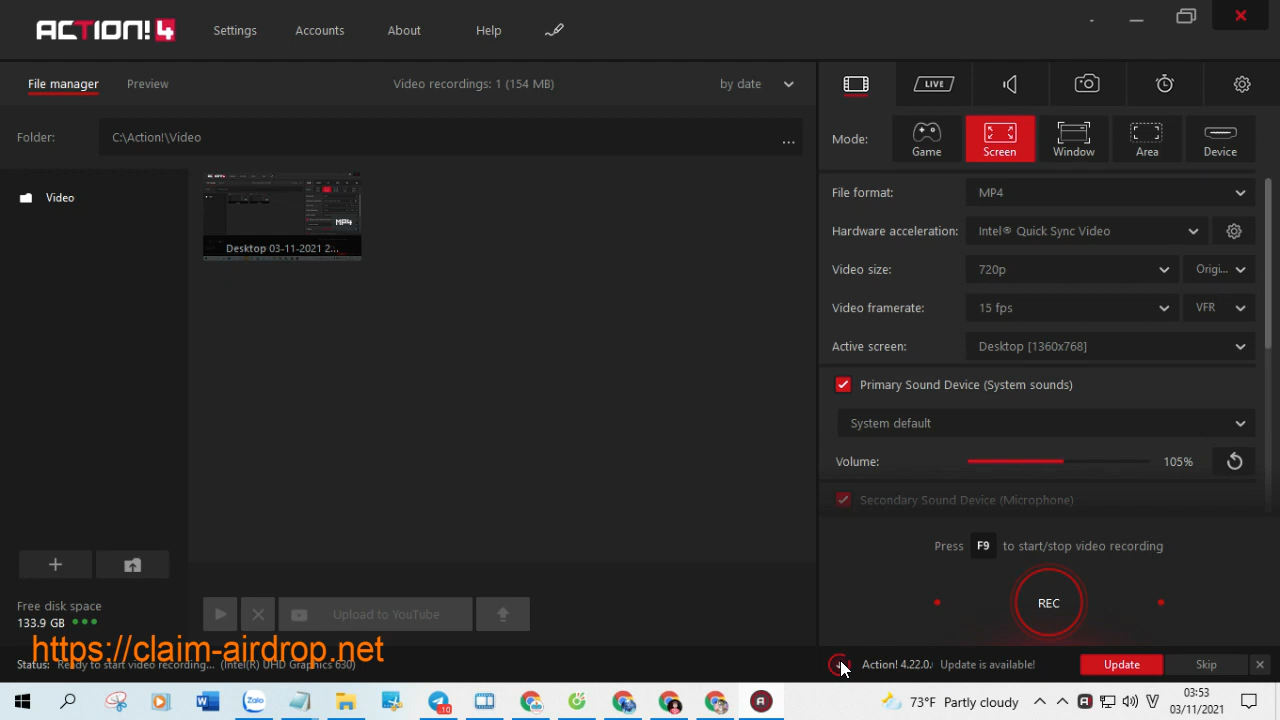 ACTION! 4
Settings
Accounts
About
Help
File manager
Preview
Video recordings: 1 (154 MB)
by date
LIVE
Folder:
C:\Action!\Video
...
Mode:
Game
Screen
Window
Area
Device
Video
MP4
Desktop 03-11-2021 2...
File format:
MP4
Hardware acceleration:
Intel® Quick Sync Video
Video size:
720p
Origi...
Video framerate:
15 fps
VFR
Active screen:
Desktop [1360x768]
Primary Sound Device (System sounds)
System default
Volume:
105%
Secondary Sound Device (Microphone)
Press F9 to start/stop video recording
REC
Free disk space
133.9 GB
Upload to YouTube
https://claim-airdrop.net
Status: Ready to start video recording... (Intel(R) UHD Graphics 630)
Action! 4.22.0. Update is available!
Update
Skip
Zalo
.10
73°F Partly cloudy
03:53
03/11/2021